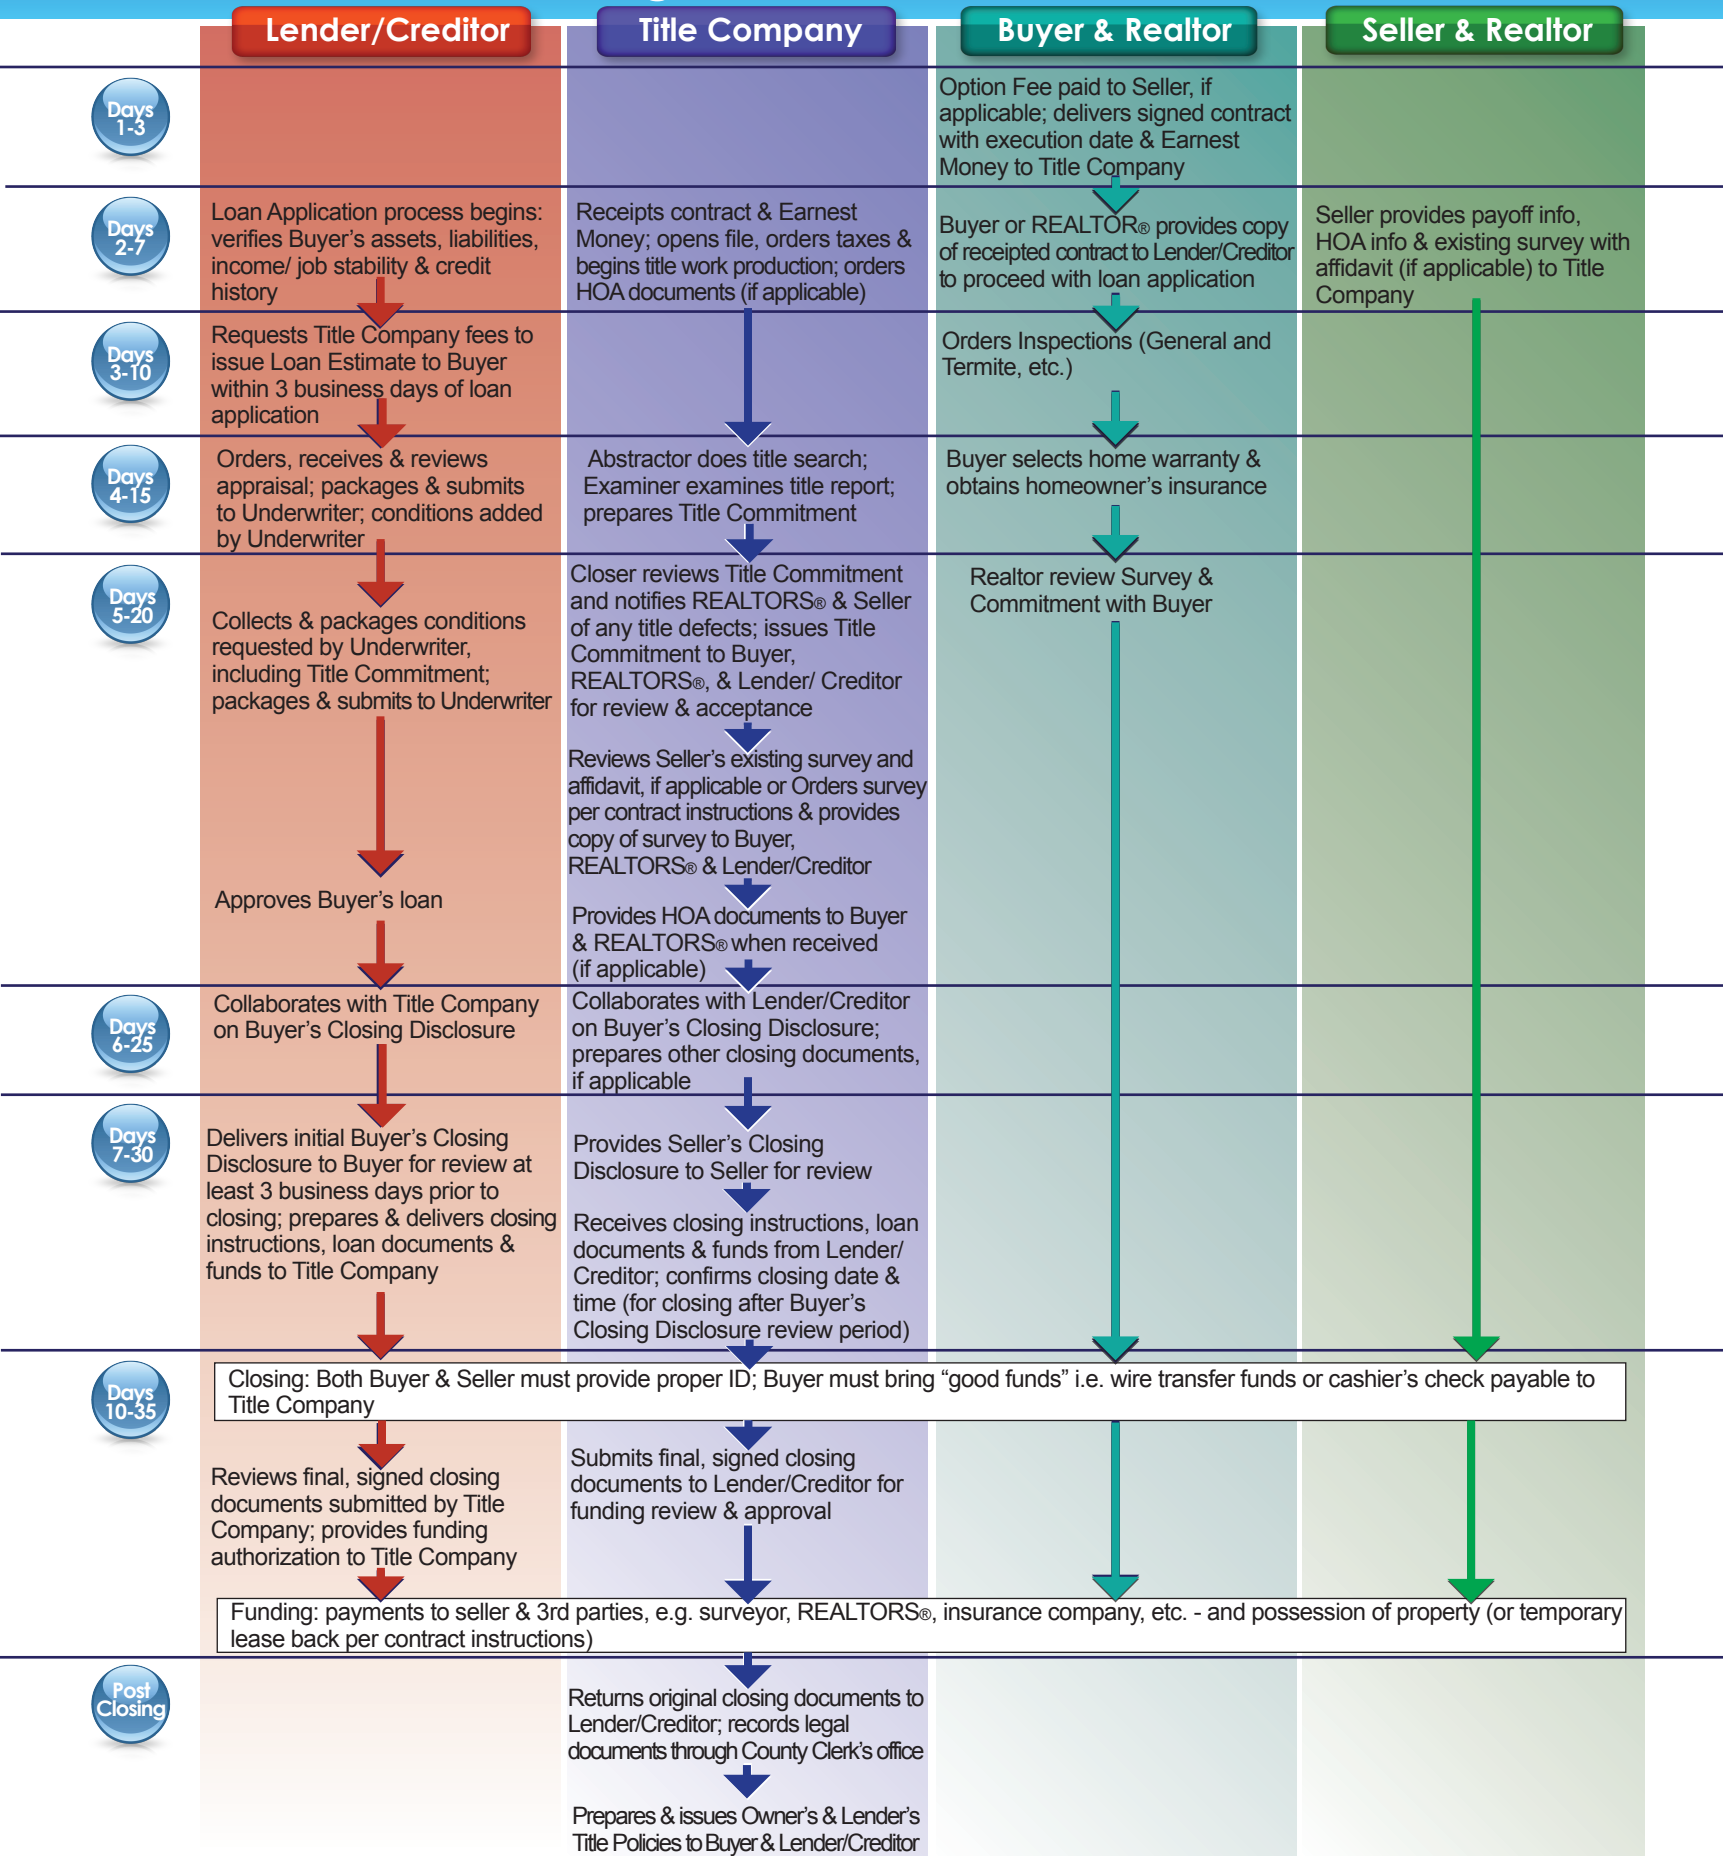 Lender/Creditor
Title Company
Buyer & Realtor
Seller & Realtor
Days
1-3
Option Fee paid to Seller, if
applicable; delivers signed contract
with execution date & Earnest
Money to Title Company
Days
2-7
Loan Application process begins:
verifies Buyer's assets, liabilities,
income/ job stability & credit
history
Receipts contract & Earnest
Money; opens file, orders taxes &
begins title work production; orders
HOA documents (if applicable)
Buyer or REALTOR® provides copy
of receipted contract to Lender/Creditor
to proceed with loan application
Seller provides payoff info,
HOA info & existing survey with
affidavit (if applicable) to Title
Company
Days
3-10
Requests Title Company fees to
issue Loan Estimate to Buyer
within 3 business days of loan
application
Orders Inspections (General and
Termite, etc.)
Days
4-15
Orders, receives & reviews
appraisal; packages & submits
to Underwriter; conditions added
by Underwriter
Abstractor does title search;
Examiner examines title report;
prepares Title Commitment
Buyer selects home warranty &
obtains homeowner's insurance
Days
5-20
Collects & packages conditions
requested by Underwriter,
including Title Commitment;
packages & submits to Underwriter
Approves Buyer's loan
Closer reviews Title Commitment
and notifies REALTORS® & Seller
of any title defects; issues Title
Commitment to Buyer,
REALTORS®, & Lender/ Creditor
for review & acceptance
Reviews Seller's existing survey and
affidavit, if applicable or Orders survey
per contract instructions & provides
copy of survey to Buyer,
REALTORS® & Lender/Creditor
Provides HOA documents to Buyer
& REALTORS® when received
(if applicable)
Realtor review Survey &
Commitment with Buyer
Days
6-25
Collaborates with Title Company
on Buyer's Closing Disclosure
Collaborates with Lender/Creditor
on Buyer's Closing Disclosure;
prepares other closing documents,
if applicable
Days
7-30
Delivers initial Buyer's Closing
Disclosure to Buyer for review at
least 3 business days prior to
closing; prepares & delivers closing
instructions, loan documents &
funds to Title Company
Provides Seller's Closing
Disclosure to Seller for review
Receives closing instructions, loan
documents & funds from Lender/
Creditor; confirms closing date &
time (for closing after Buyer's
Closing Disclosure review period)
Days
10-35
Closing: Both Buyer & Seller must provide proper ID; Buyer must bring “good funds” i.e. wire transfer funds or cashier's check payable to
Title Company
Reviews final, signed closing
documents submitted by Title
Company; provides funding
authorization to Title Company
Submits final, signed closing
documents to Lender/Creditor for
funding review & approval
Funding: payments to seller & 3rd parties, e.g. surveyor, REALTORS®, insurance company, etc. - and possession of property (or temporary
lease back per contract instructions)
Post
Closing
Returns original closing documents to
Lender/Creditor; records legal
documents through County Clerk's office
Prepares & issues Owner's & Lender's
Title Policies to Buyer & Lender/Creditor